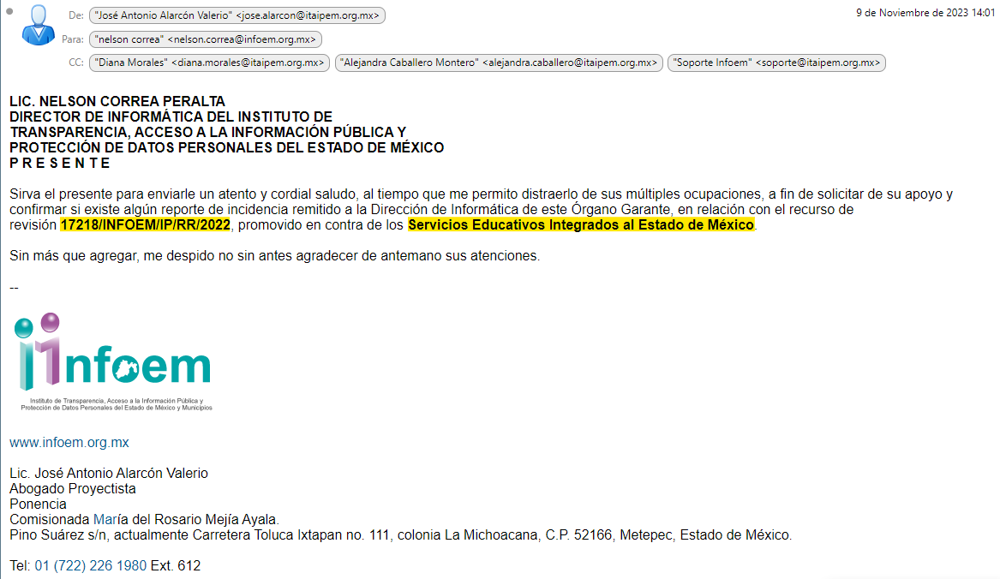 De: "José Antonio Alarcón Valerio" <jose.alarcon@itaipem.org.mx>
9 de Noviembre de 2023 14:01
Para: "nelson correa" <nelson.correa@infoem.org.mx>
CC: "Diana Morales" <diana.morales@itaipem.org.mx> "Alejandra Caballero Montero" <alejandra.caballero@itaipem.org.mx> "Soporte Infoem" <soporte@itaipem.org.mx>
LIC. NELSON CORREA PERALTA
DIRECTOR DE INFORMÁTICA DEL INSTITUTO DE
TRANSPARENCIA, ACCESO A LA INFORMACIÓN PÚBLICA Y
PROTECCIÓN DE DATOS PERSONALES DEL ESTADO DE MÉXICO
P R E S E N T E
Sirva el presente para enviarle un atento y cordial saludo, al tiempo que me permito distraerlo de sus múltiples ocupaciones, a fin de solicitar de su apoyo y
confirmar si existe algún reporte de incidencia remitido a la Dirección de Informática de este Órgano Garante, en relación con el recurso de
revisión 17218/INFOEM/IP/RR/2022, promovido en contra de los Servicios Educativos Integrados al Estado de México.
Sin más que agregar, me despido no sin antes agradecer de antemano sus atenciones.
--
infoem
Instituto de Transparencia, Acceso a la Información Pública y
Protección de Datos Personales del Estado de México y Municipios
www.infoem.org.mx
Lic. José Antonio Alarcón Valerio
Abogado Proyectista
Ponencia
Comisionada María del Rosario Mejía Ayala.
Pino Suárez s/n, actualmente Carretera Toluca Ixtapan no. 111, colonia La Michoacana, C.P. 52166, Metepec, Estado de México.
Tel: 01 (722) 226 1980 Ext. 612